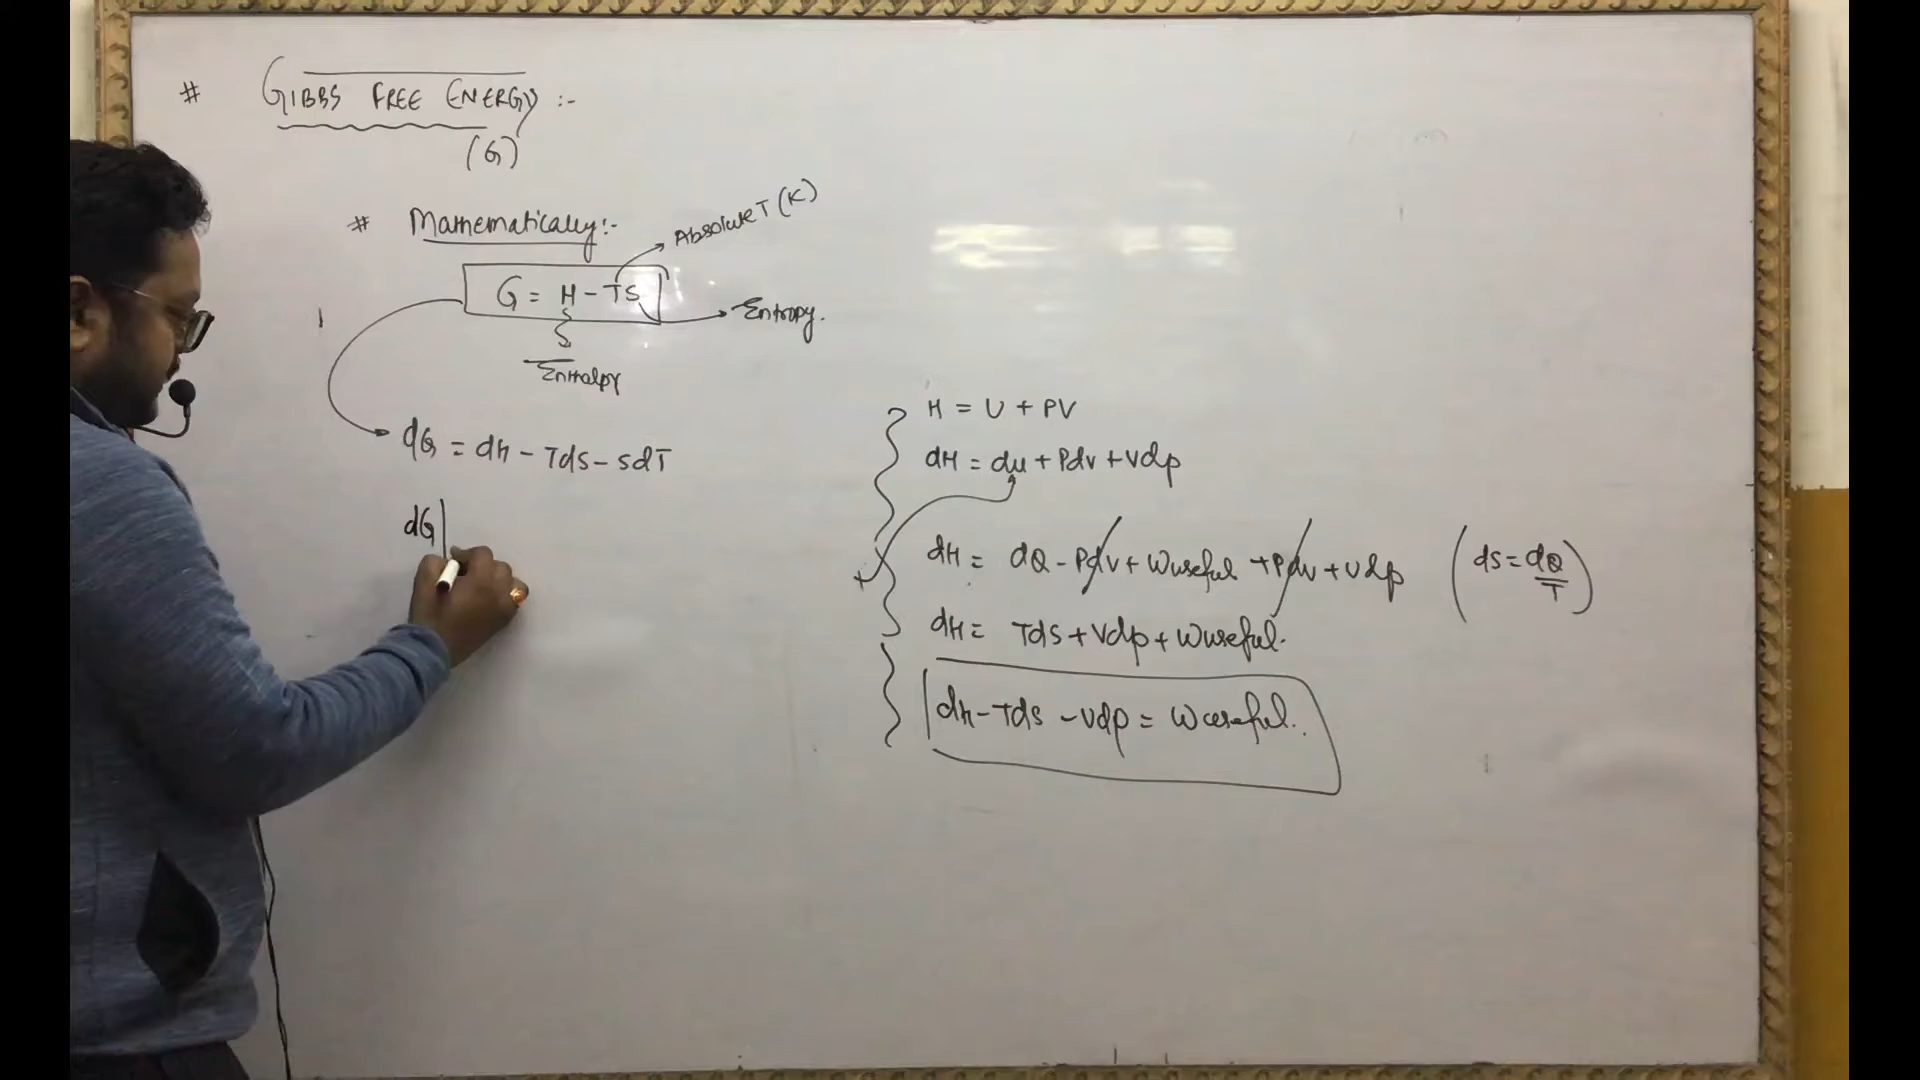 # GIBBS FREE ENERGY :-
(G)
# Mathematically:-
Absolute T (K)
G = H - TS
Entropy.
Enthalpy
dG = dH - TdS - SdT
dG|
H = U + PV
dH = du + Pdv + Vdp
dH = dQ - Pdv + Wuseful + Pdv + Vdp (dS = dQ/T)
dH = Tds + Vdp + Wuseful.
dH - Tds - Vdp = Wuseful.